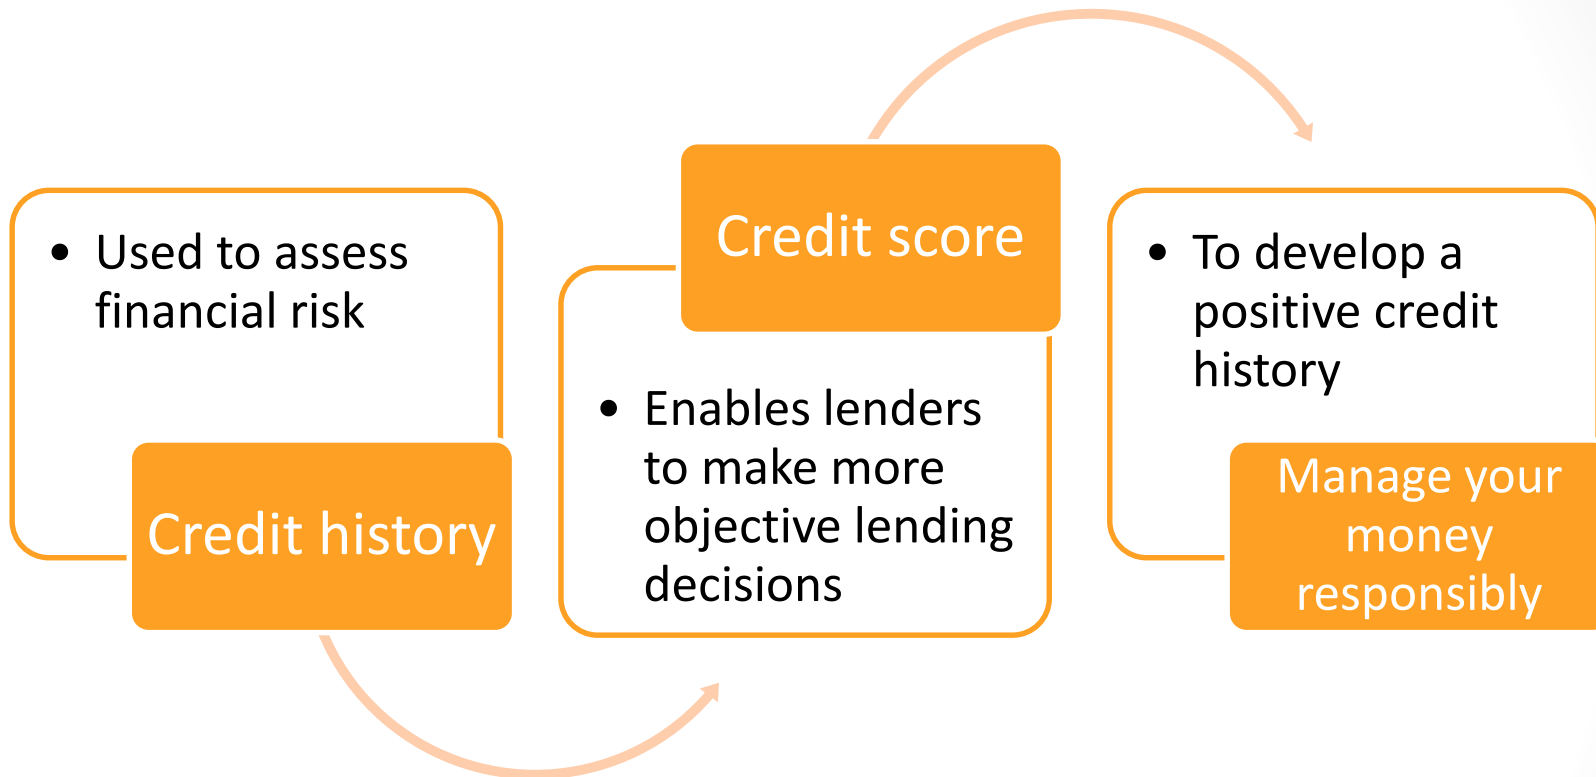 • Used to assess
financial risk
Credit history
Credit score
• Enables lenders
to make more
objective lending
decisions
• To develop a
positive credit
history
Manage your
money
responsibly